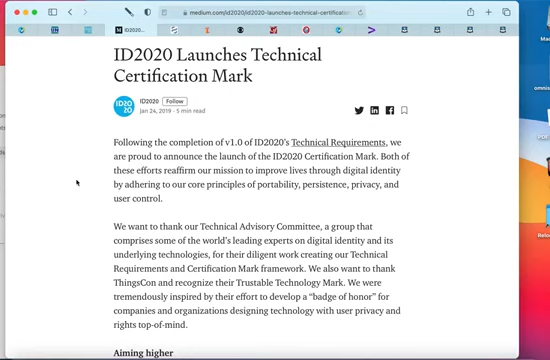 medium.com/id2020/id2020-launches-technical-certificati
ID2020...
ID2020 Launches Technical
Certification Mark
ID2020
Follow
Jan 24, 2019 · 5 min read
Following the completion of v1.0 of ID2020's Technical Requirements, we
are proud to announce the launch of the ID2020 Certification Mark. Both of
these efforts reaffirm our mission to improve lives through digital identity
by adhering to our core principles of portability, persistence, privacy, and
user control.
We want to thank our Technical Advisory Committee, a group that
comprises some of the world's leading experts on digital identity and its
underlying technologies, for their diligent work creating our Technical
Requirements and Certification Mark framework. We also want to thank
ThingsCon and recognize their Trustable Technology Mark. We were
tremendously inspired by their effort to develop a "badge of honor" for
companies and organizations designing technology with user privacy and
rights top-of-mind.
Aiming higher